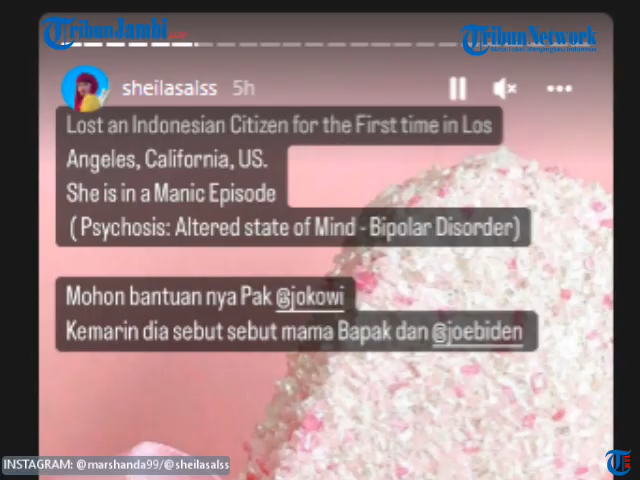 TribunJambi.com
TribunNetwork
sheilasalss 5h
Lost an Indonesian Citizen for the First time in Los
Angeles, California, US.
She is in a Manic Episode
( Psychosis: Altered state of Mind - Bipolar Disorder)
Mohon bantuan nya Pak @jokowi
Kemarin dia sebut sebut mama Bapak dan @joebiden
INSTAGRAM: @marshanda99/@sheilasalss